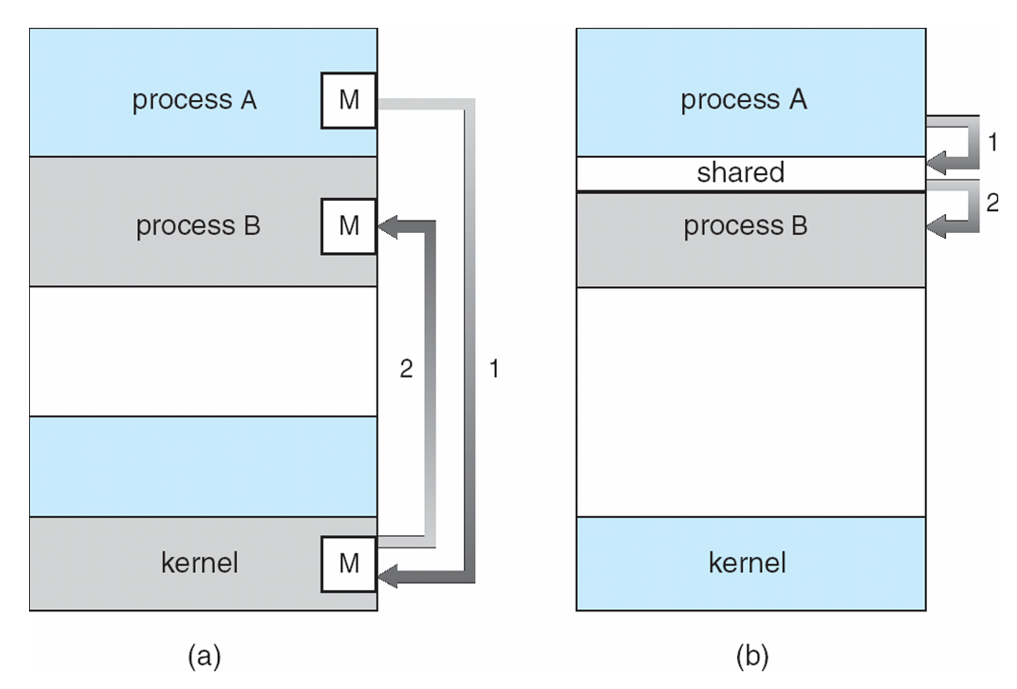 process A
M
process B
M
2
1
kernel
M
(a)
process A
1
shared
2
process B
kernel
(b)